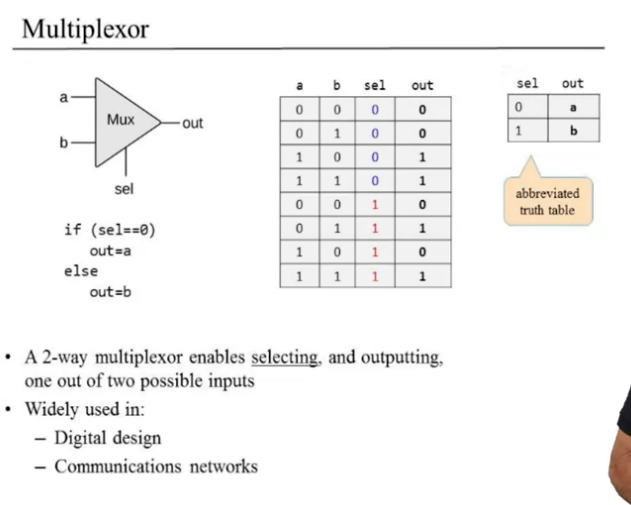 Multiplexor
a
Mux
out
b
sel
if (sel==0)
out=a
else
out=b
a b sel out
0 0 0 0
0 1 0 0
1 0 0 1
1 1 0 1
0 0 1 0
0 1 1 1
1 0 1 0
1 1 1 1
sel out
0 a
1 b
abbreviated
truth table
• A 2-way multiplexor enables selecting, and outputting,
one out of two possible inputs
• Widely used in:
– Digital design
– Communications networks